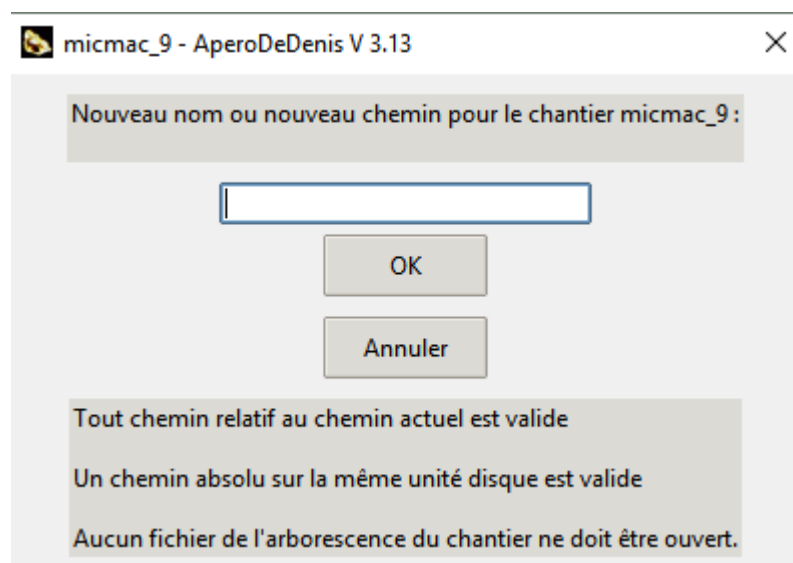 micmac_9 - AperoDeDenis V 3.13
Nouveau nom ou nouveau chemin pour le chantier micmac_9 :
OK
Annuler
Tout chemin relatif au chemin actuel est valide
Un chemin absolu sur la même unité disque est valide
Aucun fichier de l'arborescence du chantier ne doit être ouvert.